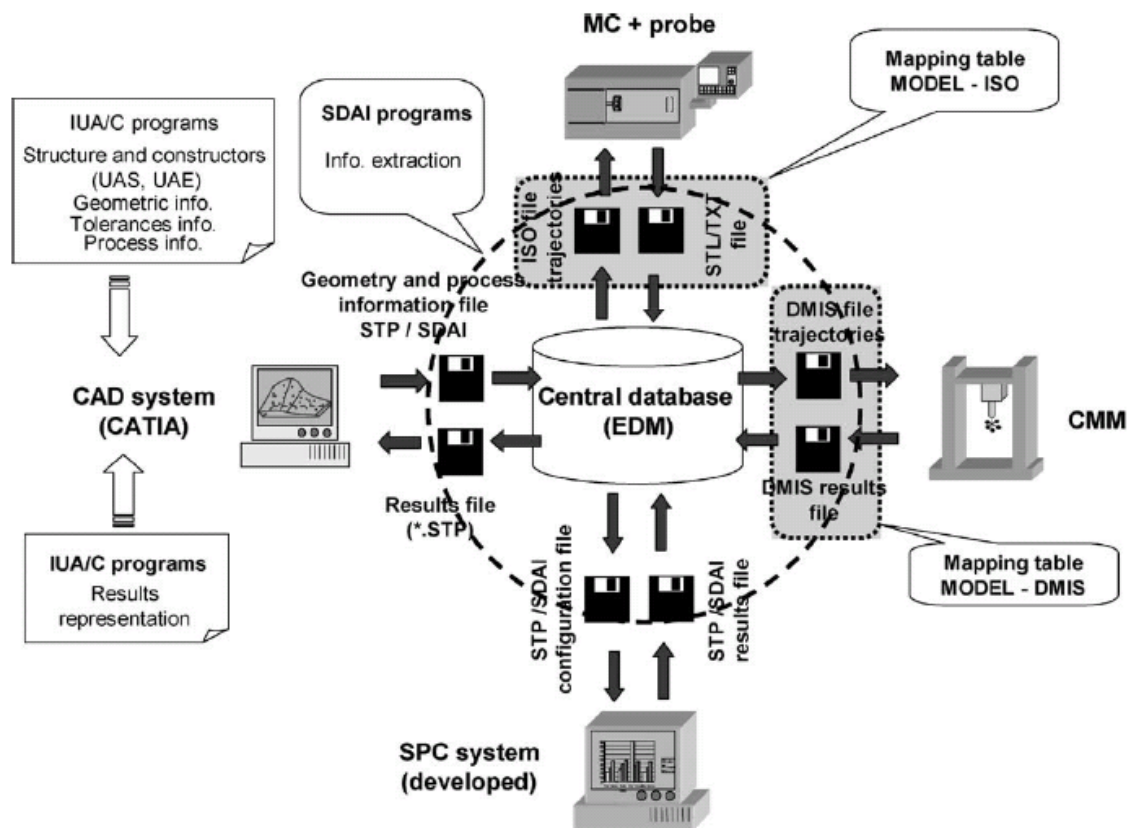 MC + probe
Mapping table
MODEL - ISO
SDAI programs
Info. extraction
IUA/C programs
Structure and constructors
(UAS, UAE)
Geometric info.
Tolerances info.
Process info.
ISO file
trajectories
STL/TXT
file
Geometry and process
information file
STP / SDAI
DMIS file
trajectories
CAD system
(CATIA)
Central database
(EDM)
CMM
Results file
(*.STP)
DMIS results
file
IUA/C programs
Results
representation
STP /SDAI
configuration file
STP /SDAI
results file
Mapping table
MODEL - DMIS
SPC system
(developed)